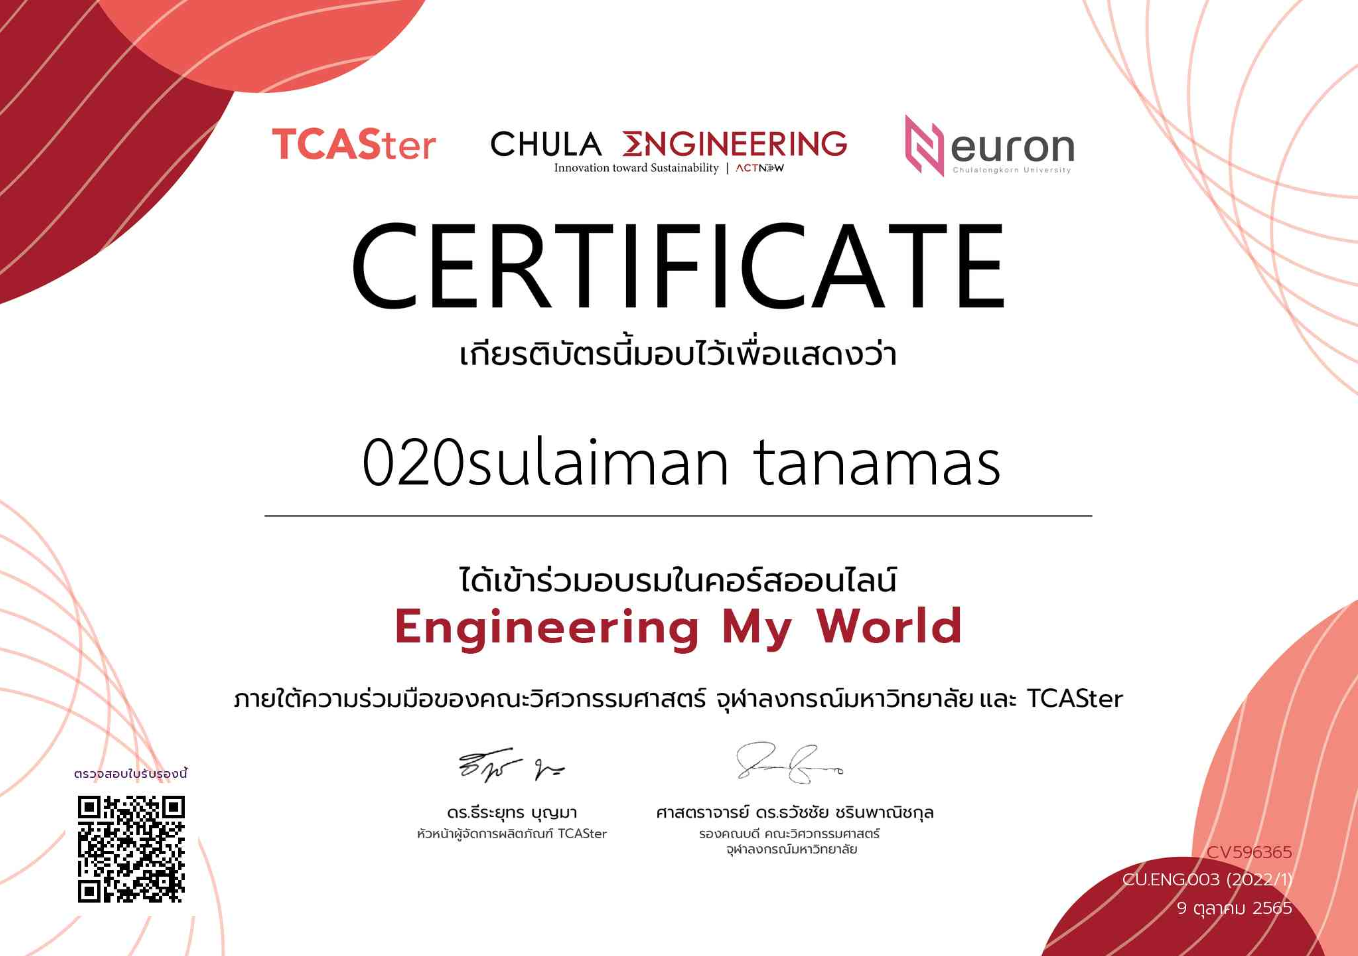 TCASter
CHULA ΣNGINEERING
Innovation toward Sustainability | ACTNOW
Neuron
Chulalongkorn University
CERTIFICATE
เกียรติบัตรนี้มอบไว้เพื่อแสดงว่า
020sulaiman tanamas
ได้เข้าร่วมอบรมในคอร์สออนไลน์
Engineering My World
ภายใต้ความร่วมมือของคณะวิศวกรรมศาสตร์ จุฬาลงกรณ์มหาวิทยาลัย และ TCASter
ตรวจสอบใบรับรองนี้
ดร.ธีระยุทร บุญมา
หัวหน้าผู้จัดการผลิตภัณฑ์ TCASter
ศาสตราจารย์ ดร.ธวัชชัย ชรินพาณิชกุล
รองคณบดี คณะวิศวกรรมศาสตร์
จุฬาลงกรณ์มหาวิทยาลัย
CV596365
CU.ENG.003 (2022/1)
9 ตุลาคม 2565